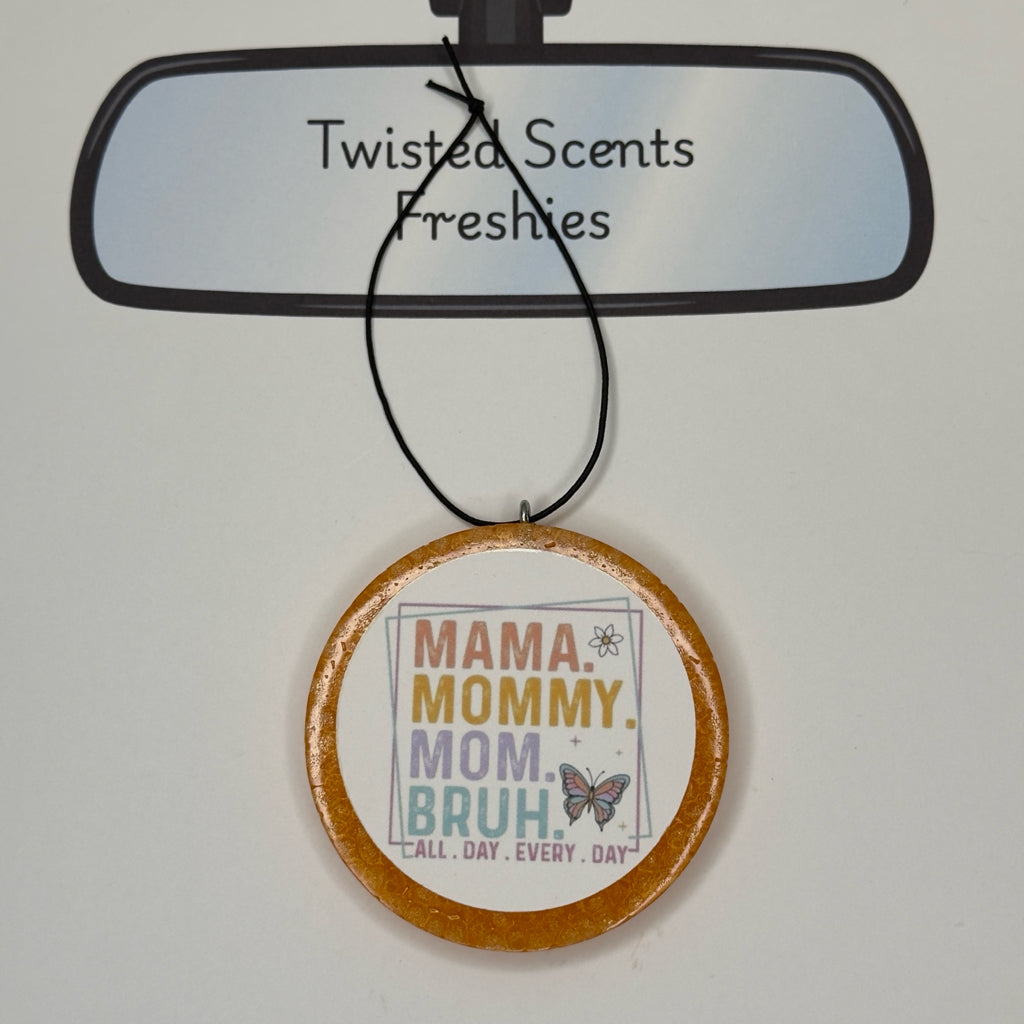 Twisted Scents
Freshies
MAMA.
MOMMY.
MOM.
BRUH.
ALL . DAY . EVERY . DAY